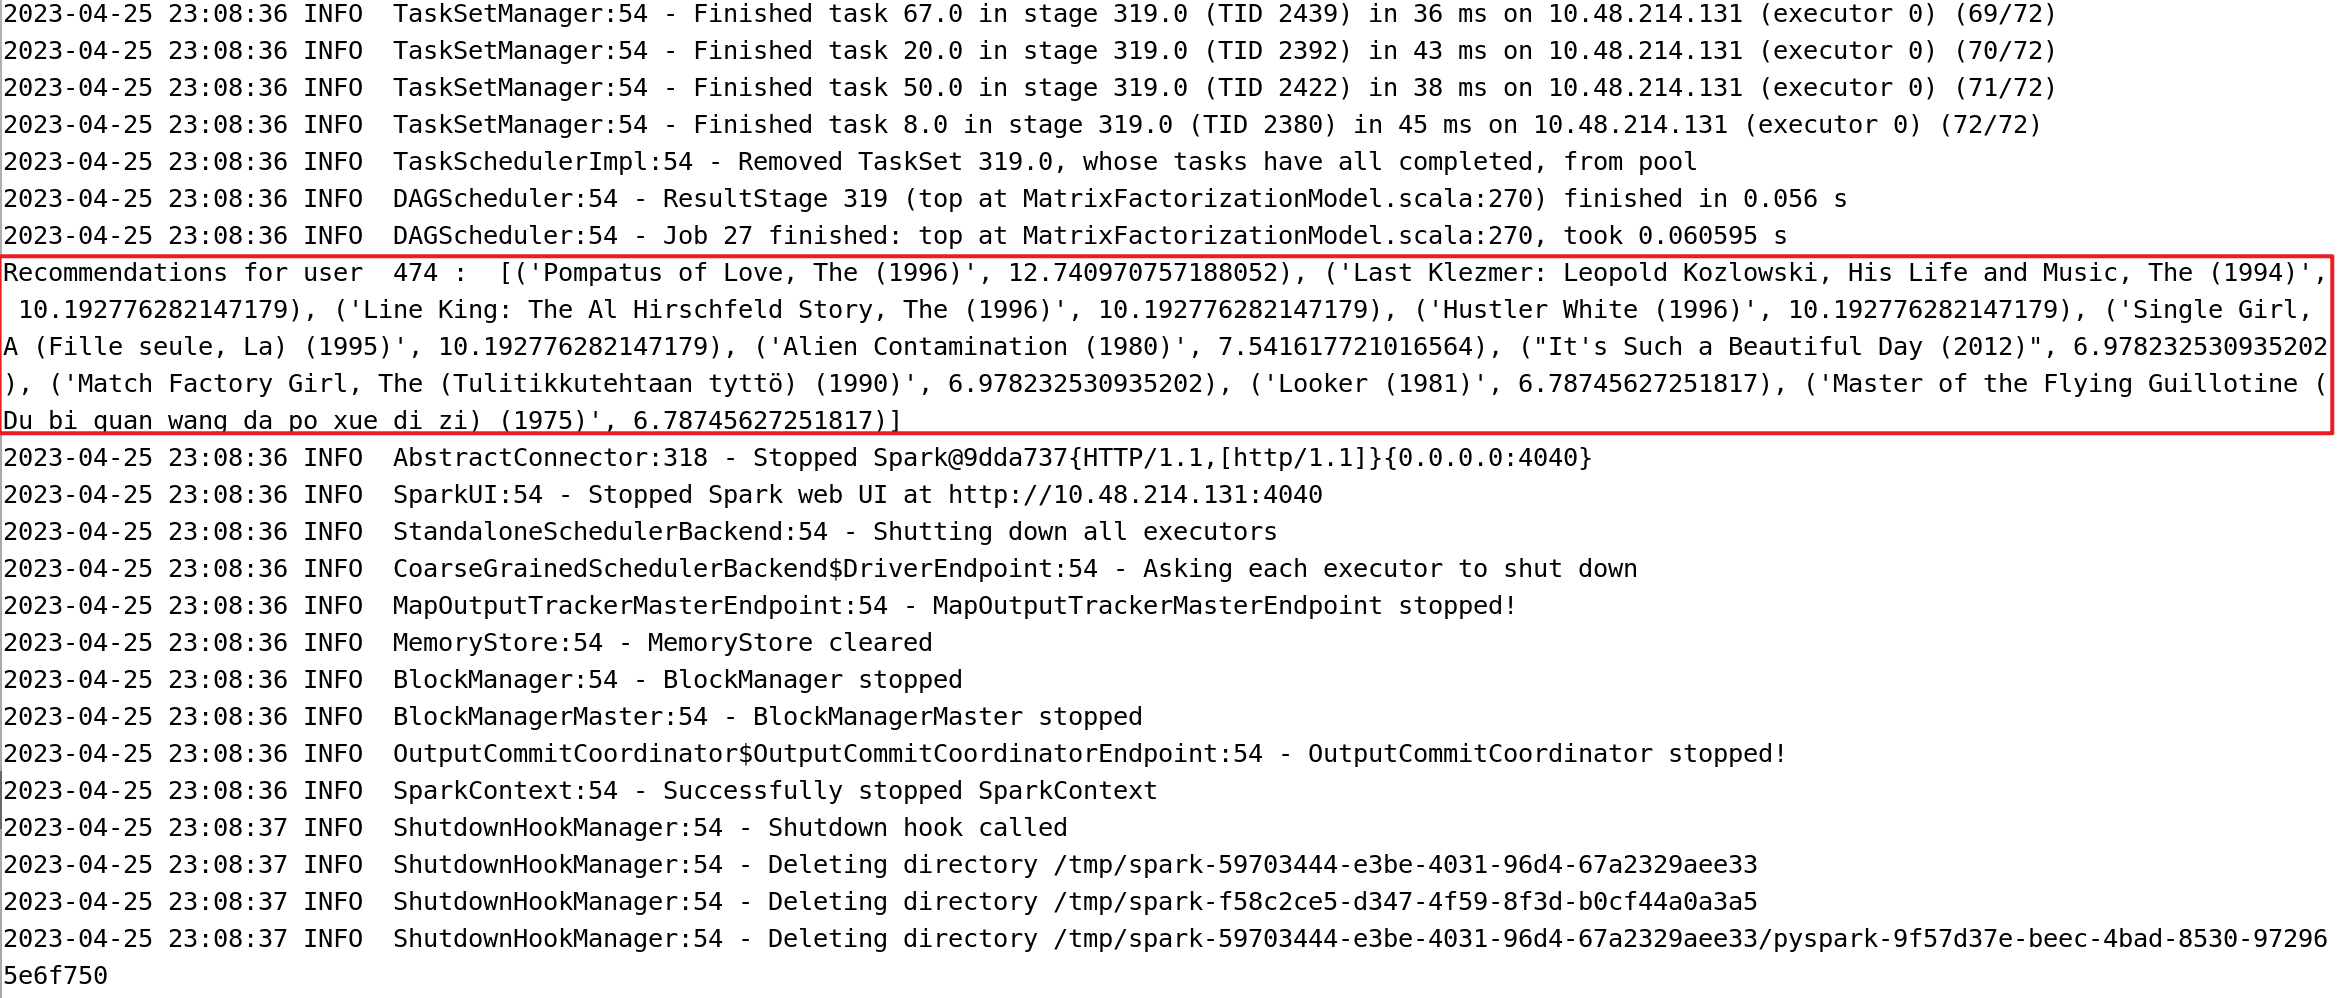 2023-04-25 23:08:36 INFO  TaskSetManager:54 - Finished task 67.0 in stage 319.0 (TID 2439) in 36 ms on 10.48.214.131 (executor 0) (69/72)
2023-04-25 23:08:36 INFO  TaskSetManager:54 - Finished task 20.0 in stage 319.0 (TID 2392) in 43 ms on 10.48.214.131 (executor 0) (70/72)
2023-04-25 23:08:36 INFO  TaskSetManager:54 - Finished task 50.0 in stage 319.0 (TID 2422) in 38 ms on 10.48.214.131 (executor 0) (71/72)
2023-04-25 23:08:36 INFO  TaskSetManager:54 - Finished task 8.0 in stage 319.0 (TID 2380) in 45 ms on 10.48.214.131 (executor 0) (72/72)
2023-04-25 23:08:36 INFO  TaskSchedulerImpl:54 - Removed TaskSet 319.0, whose tasks have all completed, from pool
2023-04-25 23:08:36 INFO  DAGScheduler:54 - ResultStage 319 (top at MatrixFactorizationModel.scala:270) finished in 0.056 s
2023-04-25 23:08:36 INFO  DAGScheduler:54 - Job 27 finished: top at MatrixFactorizationModel.scala:270, took 0.060595 s
Recommendations for user  474 :  [('Pompatus of Love, The (1996)', 12.740970757188052), ('Last Klezmer: Leopold Kozlowski, His Life and Music, The (1994)',
 10.192776282147179), ('Line King: The Al Hirschfeld Story, The (1996)', 10.192776282147179), ('Hustler White (1996)', 10.192776282147179), ('Single Girl,
A (Fille seule, La) (1995)', 10.192776282147179), ('Alien Contamination (1980)', 7.541617721016564), ("It's Such a Beautiful Day (2012)", 6.978232530935202
), ('Match Factory Girl, The (Tulitikkutehtaan tyttö) (1990)', 6.978232530935202), ('Looker (1981)', 6.78745627251817), ('Master of the Flying Guillotine (
Du bi quan wang da po xue di zi) (1975)', 6.78745627251817)]
2023-04-25 23:08:36 INFO  AbstractConnector:318 - Stopped Spark@9dda737{HTTP/1.1,[http/1.1]}{0.0.0.0:4040}
2023-04-25 23:08:36 INFO  SparkUI:54 - Stopped Spark web UI at http://10.48.214.131:4040
2023-04-25 23:08:36 INFO  StandaloneSchedulerBackend:54 - Shutting down all executors
2023-04-25 23:08:36 INFO  CoarseGrainedSchedulerBackend$DriverEndpoint:54 - Asking each executor to shut down
2023-04-25 23:08:36 INFO  MapOutputTrackerMasterEndpoint:54 - MapOutputTrackerMasterEndpoint stopped!
2023-04-25 23:08:36 INFO  MemoryStore:54 - MemoryStore cleared
2023-04-25 23:08:36 INFO  BlockManager:54 - BlockManager stopped
2023-04-25 23:08:36 INFO  BlockManagerMaster:54 - BlockManagerMaster stopped
2023-04-25 23:08:36 INFO  OutputCommitCoordinator$OutputCommitCoordinatorEndpoint:54 - OutputCommitCoordinator stopped!
2023-04-25 23:08:36 INFO  SparkContext:54 - Successfully stopped SparkContext
2023-04-25 23:08:37 INFO  ShutdownHookManager:54 - Shutdown hook called
2023-04-25 23:08:37 INFO  ShutdownHookManager:54 - Deleting directory /tmp/spark-59703444-e3be-4031-96d4-67a2329aee33
2023-04-25 23:08:37 INFO  ShutdownHookManager:54 - Deleting directory /tmp/spark-f58c2ce5-d347-4f59-8f3d-b0cf44a0a3a5
2023-04-25 23:08:37 INFO  ShutdownHookManager:54 - Deleting directory /tmp/spark-59703444-e3be-4031-96d4-67a2329aee33/pyspark-9f57d37e-beec-4bad-8530-97296
5e6f750